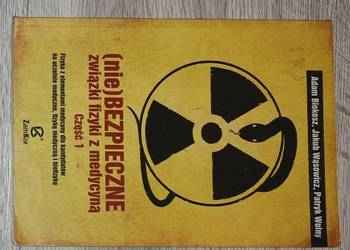 Adam Blokesz, Jakub Wąsowicz, Patryk Wolny
(nie)BEZPIECZNE
związki fizyki z medycyną
Część 1
Fizyka z elementami medycyny dla kandydatów
na uczelnie medyczne, fizykę medyczną i biofizykę
ZamKor